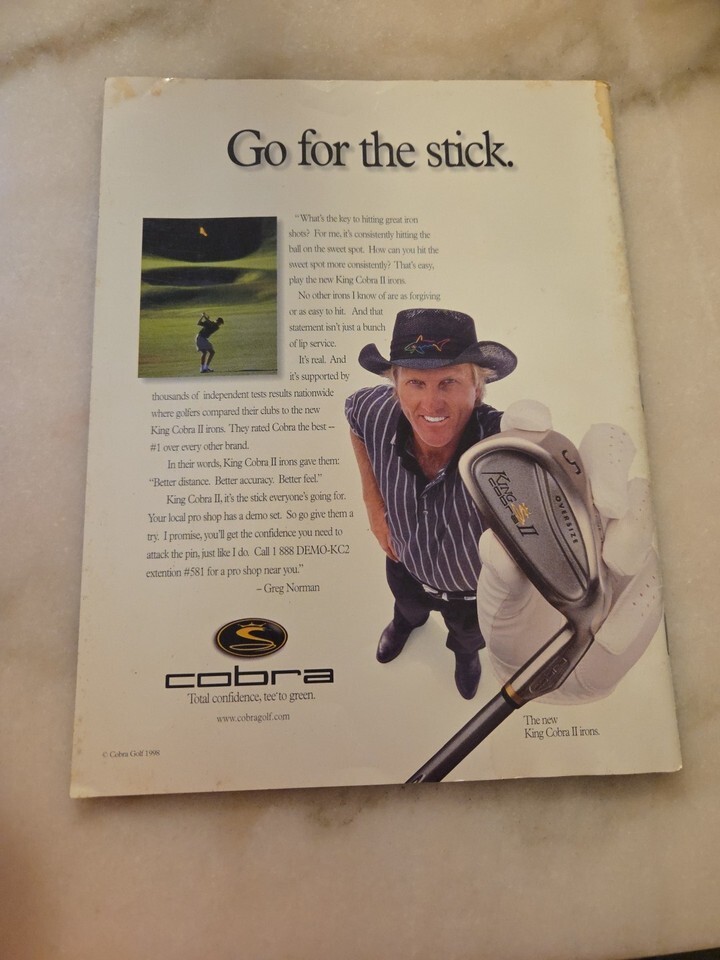 Go for the stick.
"What's the key to hitting great iron
shots? For me, it's consistently hitting the
ball on the sweet spot. How can you hit the
sweet spot more consistently? That's easy,
play the new King Cobra II irons.
No other irons I know of are as forgiving
or as easy to hit. And that
statement isn't just a bunch
of lip service.
It's real. And
it's supported by
thousands of independent tests results nationwide
where golfers compared their clubs to the new
King Cobra II irons. They rated Cobra the best –
#1 over every other brand.
In their words, King Cobra II irons gave them:
"Better distance. Better accuracy. Better feel."
King Cobra II, it's the stick everyone's going for.
Your local pro shop has a demo set. So go give them a
try. I promise, you'll get the confidence you need to
attack the pin, just like I do. Call 1 888 DEMO-KC2
extention #581 for a pro shop near you."
– Greg Norman
cobra
Total confidence, tee to green.
www.cobragolf.com
© Cobra Golf 1998
5
KING
COBRA II
OVERSIZE
The new
King Cobra II irons.